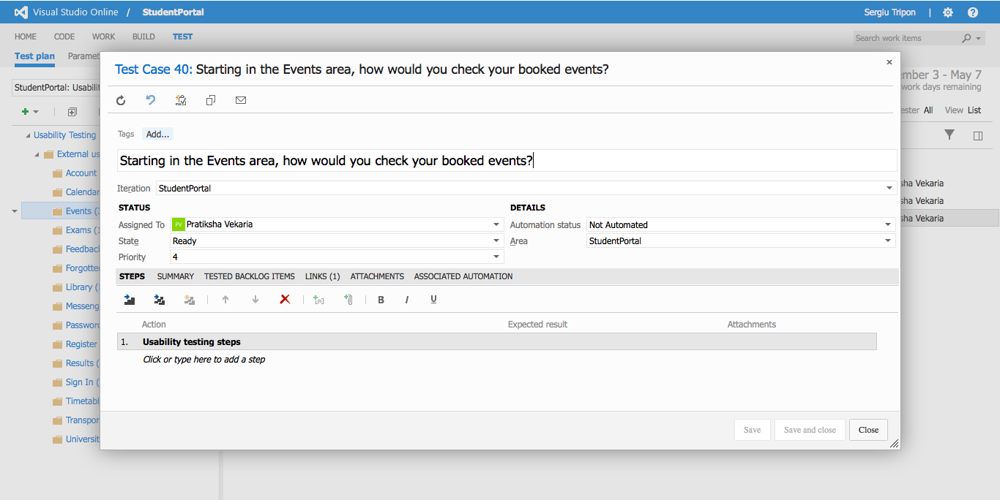 Visual Studio Online / StudentPortal
Sergiu Tripon |
HOME CODE WORK BUILD TEST
Search work items
Test plan Paramet
StudentPortal: Usabilit
Usability Testing
External us
Account
Calendar
Events (
Exams (
Feedbac
Forgotte
Library (
Messeng
Password
Register
Results (
Sign In (
Timetabl
Transpor
Universit
Test Case 40: Starting in the Events area, how would you check your booked events?
Tags Add...
Starting in the Events area, how would you check your booked events?
Iteration StudentPortal
STATUS
Assigned To PV Pratiksha Vekaria
State Ready
Priority 4
DETAILS
Automation status Not Automated
Area StudentPortal
STEPS SUMMARY TESTED BACKLOG ITEMS LINKS (1) ATTACHMENTS ASSOCIATED AUTOMATION
B I U
Action Expected result Attachments
1. Usability testing steps
Click or type here to add a step
Save Save and close Close
mber 3 - May 7
work days remaining
ester All View List
sha Vekaria
sha Vekaria
sha Vekaria